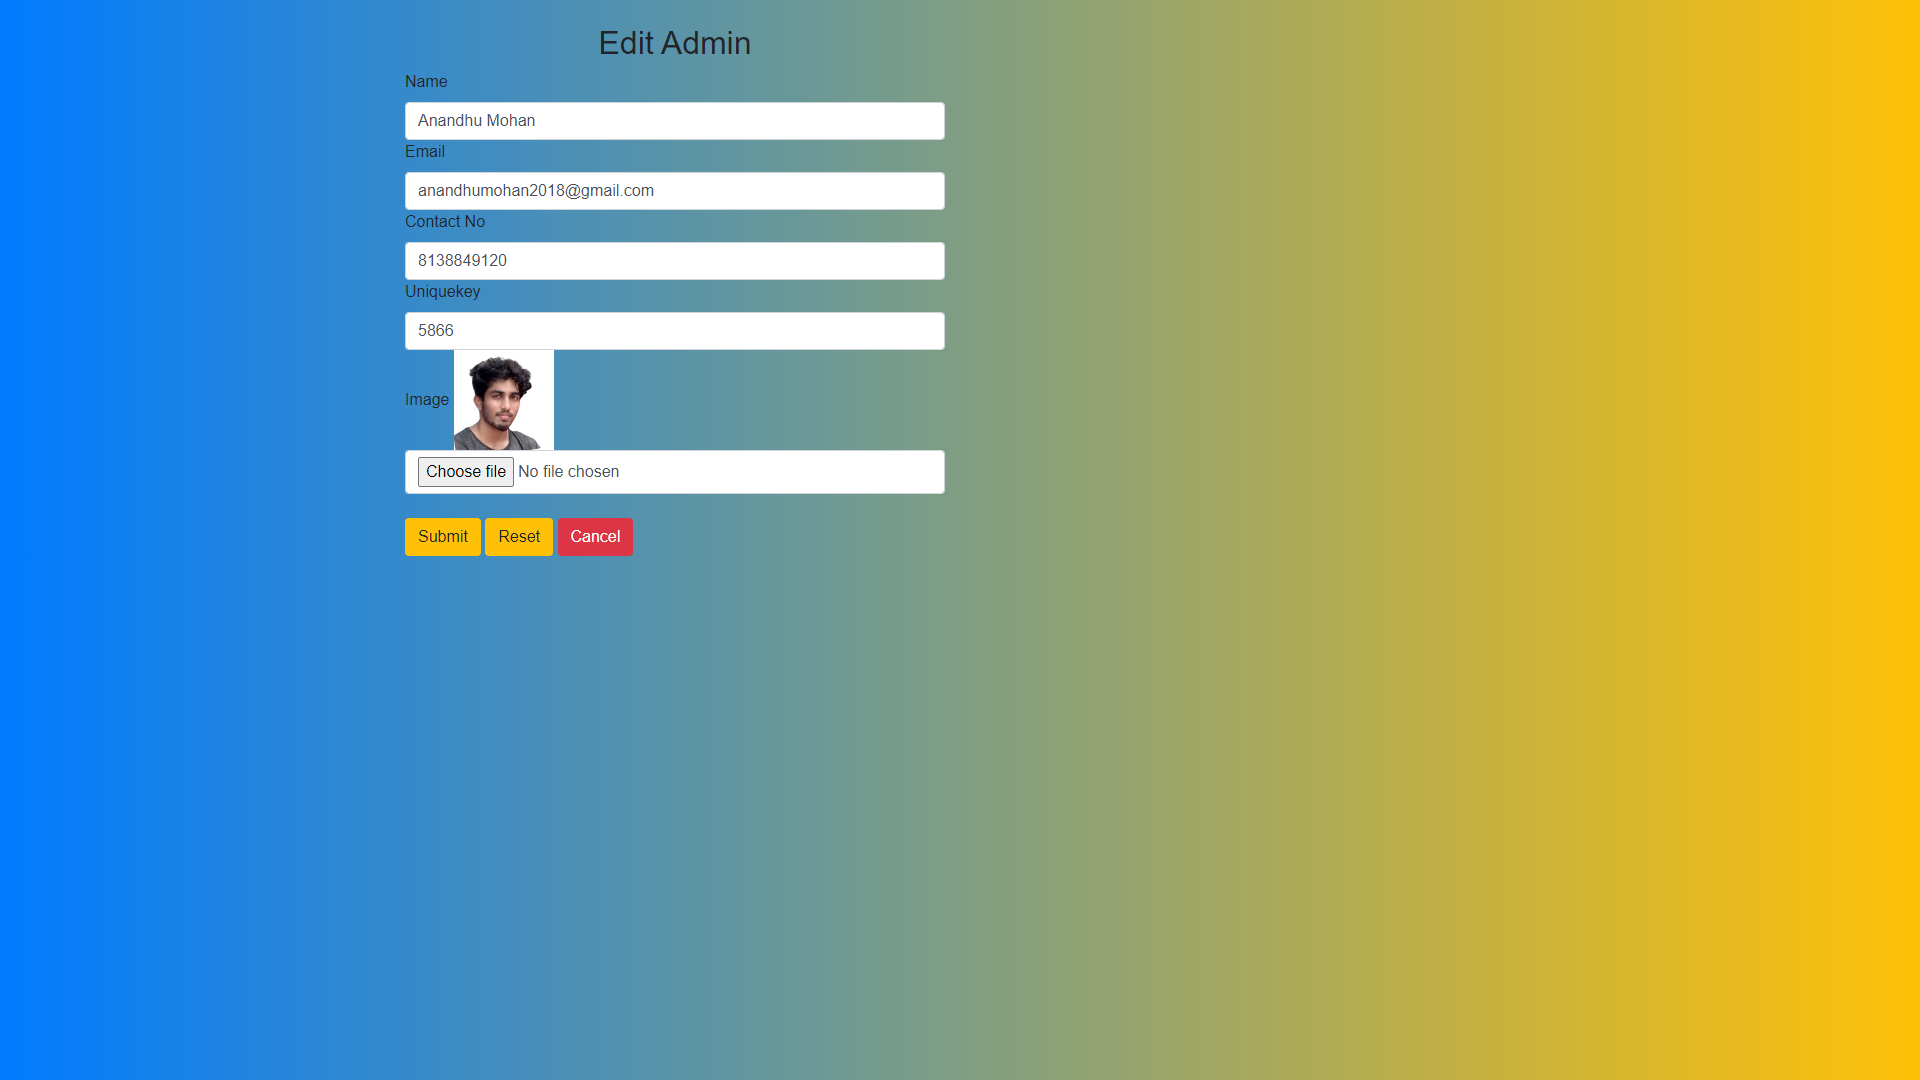 Edit Admin
Name
Anandhu Mohan
Email
anandhumohan2018@gmail.com
Contact No
8138849120
Uniquekey
5866
Image
Choose file No file chosen
Submit Reset Cancel